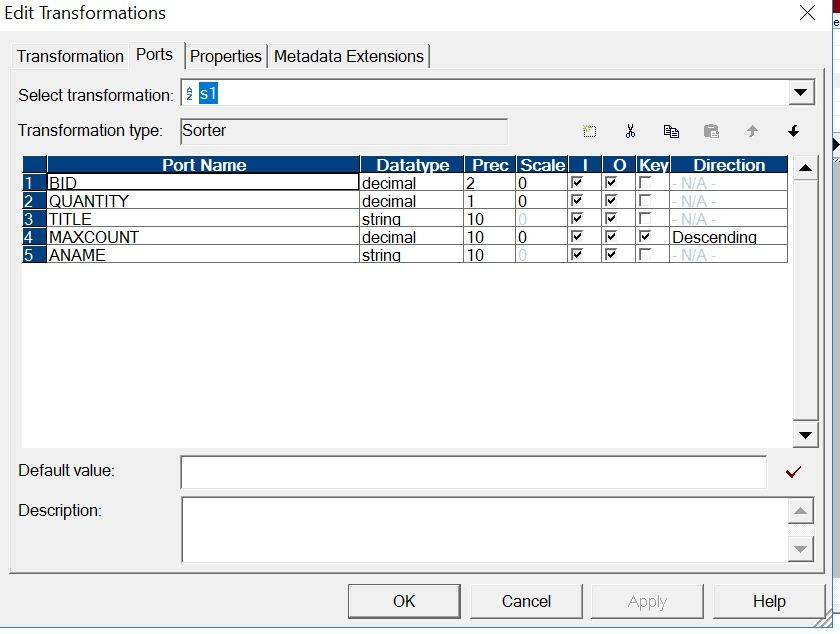 Edit Transformations
Transformation Ports Properties Metadata Extensions
Select transformation: s1
Transformation type: Sorter
Port Name Datatype Prec Scale I O Key Direction
1 BID decimal 2 0 - N/A -
2 QUANTITY decimal 1 0 - N/A -
3 TITLE string 10 0 - N/A -
4 MAXCOUNT decimal 10 0 Descending
5 ANAME string 10 0 - N/A -
Default value:
Description:
OK Cancel Apply Help